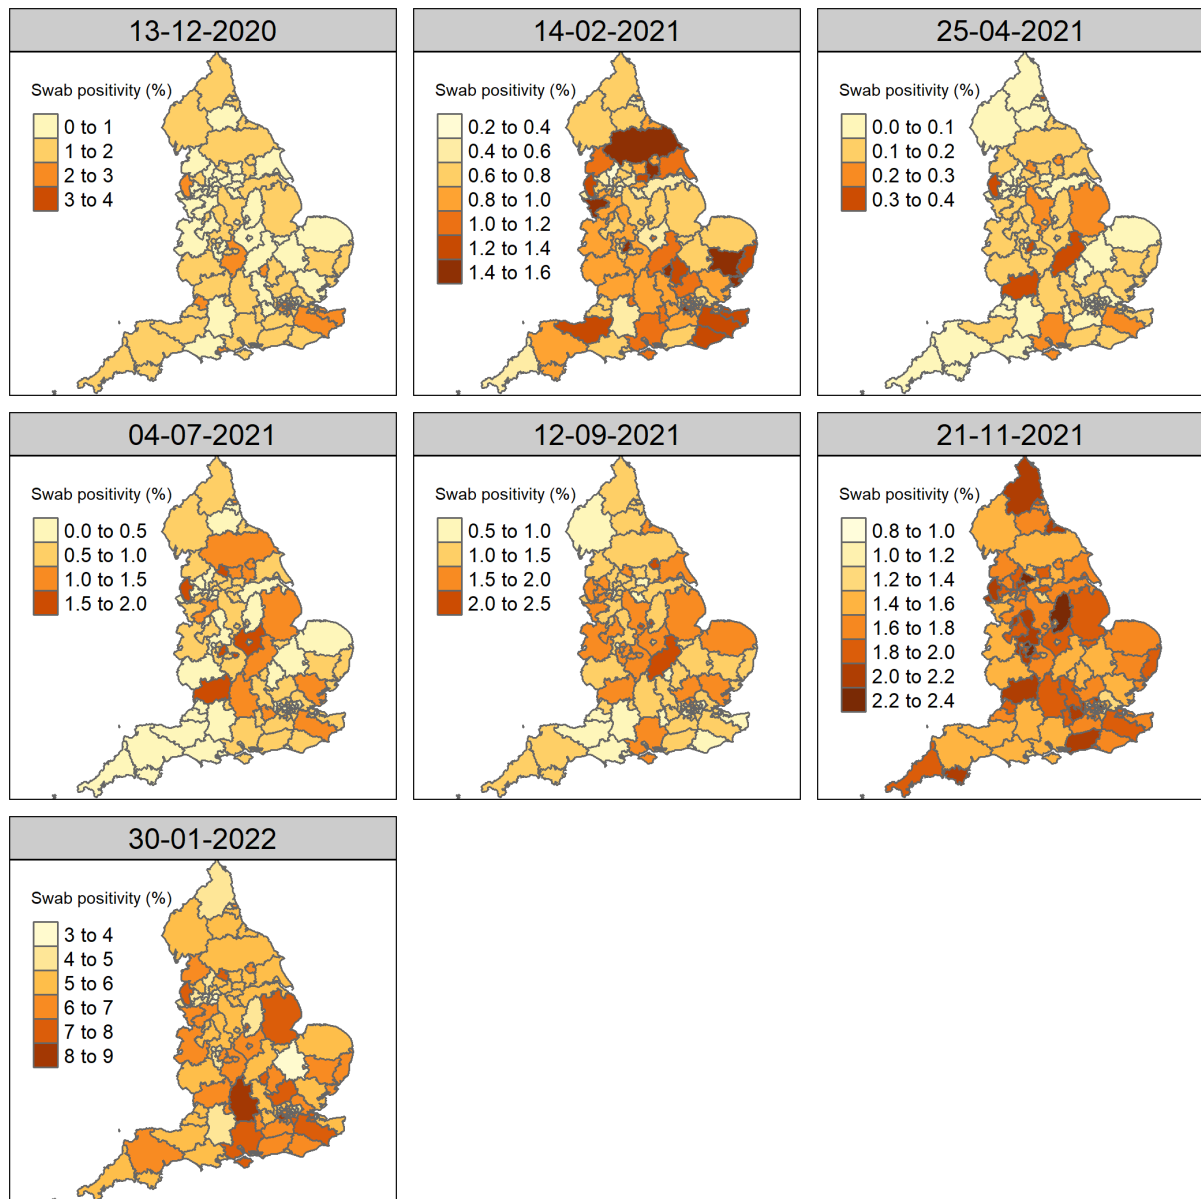 13-12-2020
Swab positivity (%)
0 to 1
1 to 2
2 to 3
3 to 4
14-02-2021
Swab positivity (%)
0.2 to 0.4
0.4 to 0.6
0.6 to 0.8
0.8 to 1.0
1.0 to 1.2
1.2 to 1.4
1.4 to 1.6
25-04-2021
Swab positivity (%)
0.0 to 0.1
0.1 to 0.2
0.2 to 0.3
0.3 to 0.4
04-07-2021
Swab positivity (%)
0.0 to 0.5
0.5 to 1.0
1.0 to 1.5
1.5 to 2.0
12-09-2021
Swab positivity (%)
0.5 to 1.0
1.0 to 1.5
1.5 to 2.0
2.0 to 2.5
21-11-2021
Swab positivity (%)
0.8 to 1.0
1.0 to 1.2
1.2 to 1.4
1.4 to 1.6
1.6 to 1.8
1.8 to 2.0
2.0 to 2.2
2.2 to 2.4
30-01-2022
Swab positivity (%)
3 to 4
4 to 5
5 to 6
6 to 7
7 to 8
8 to 9